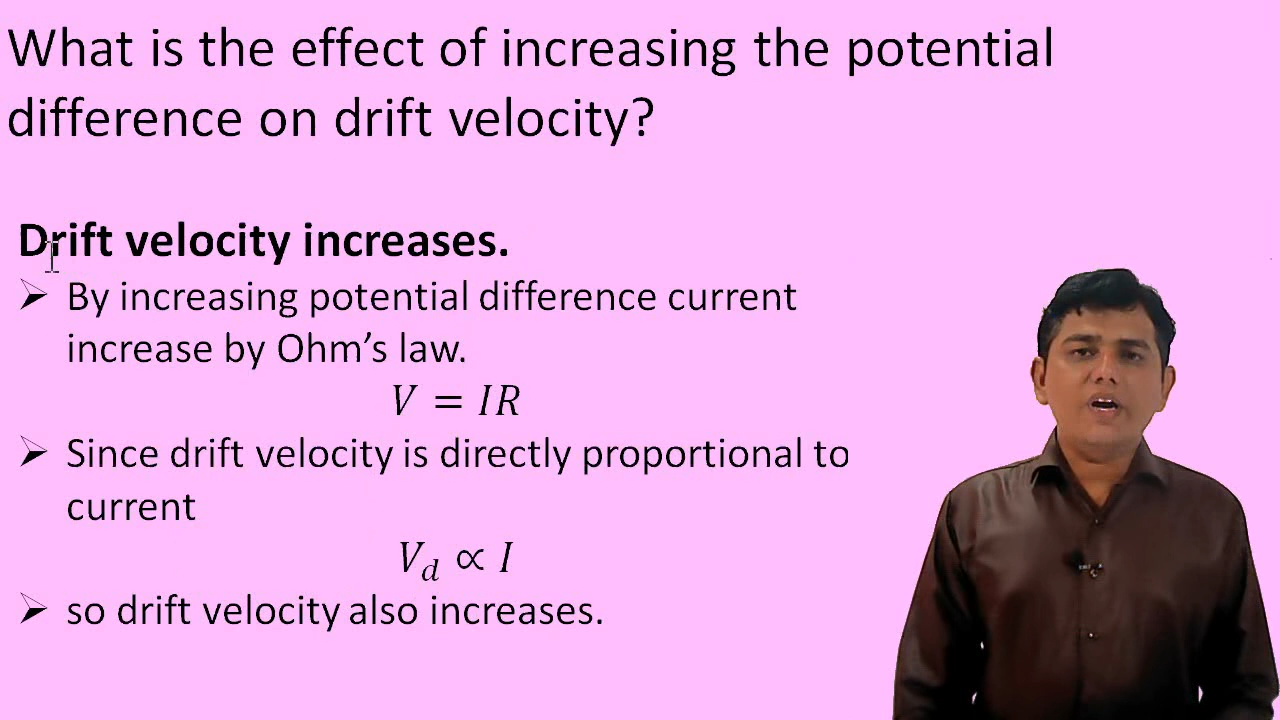 What is the effect of increasing the potential
difference on drift velocity?
Drift velocity increases.
➢ By increasing potential difference current
increase by Ohm’s law.
V = IR
➢ Since drift velocity is directly proportional to
current
V_d ∝ I
➢ so drift velocity also increases.